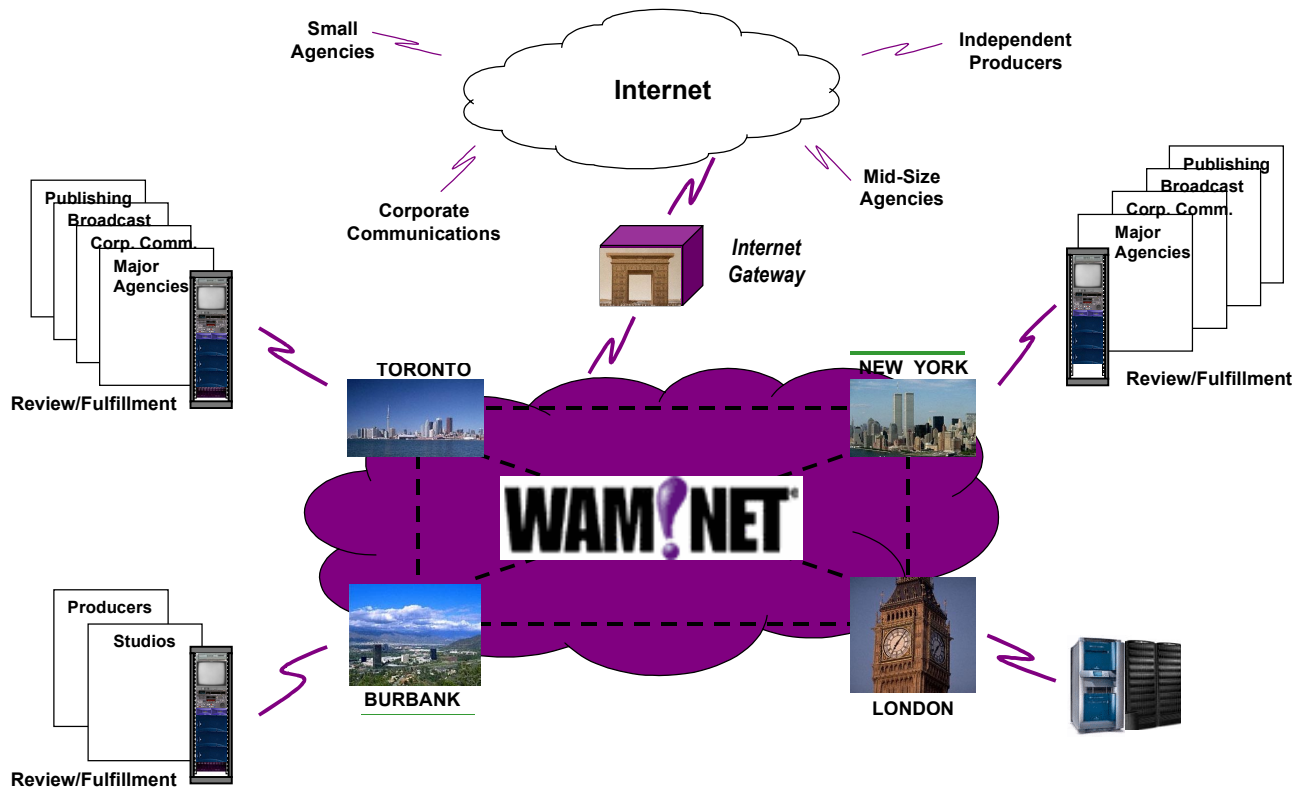 Small
Agencies
Independent
Producers
Internet
Corporate
Communications
Mid-Size
Agencies
Internet
Gateway
Publishing
Broadcast
Corp. Comm.
Major
Agencies
Review/Fulfillment
Publishing
Broadcast
Corp. Comm.
Major
Agencies
Review/Fulfillment
TORONTO
NEW YORK
WAM!NET
BURBANK
LONDON
Producers
Studios
Review/Fulfillment